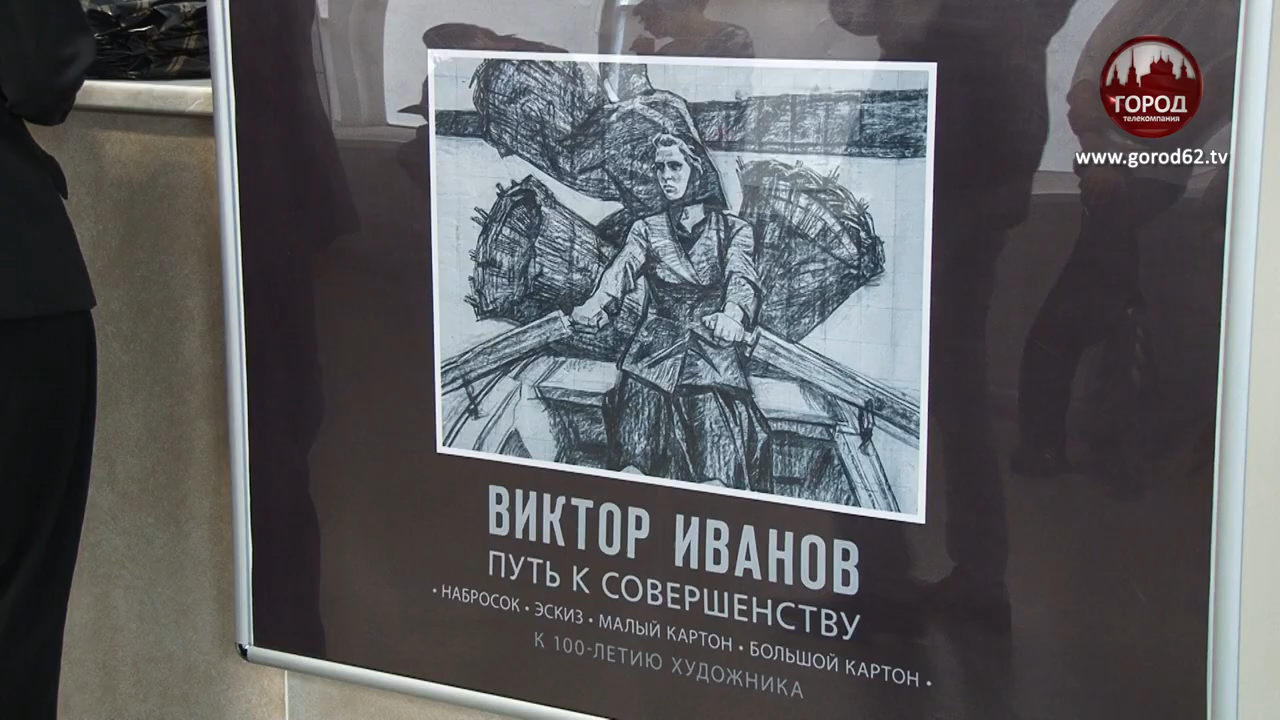 ГОРОД
телекомпания
www.gorod62.tv
ВИКТОР ИВАНОВ
ПУТЬ К СОВЕРШЕНСТВУ
• НАБРОСОК • ЭСКИЗ • МАЛЫЙ КАРТОН • БОЛЬШОЙ КАРТОН •
К 100-ЛЕТИЮ ХУДОЖНИКА